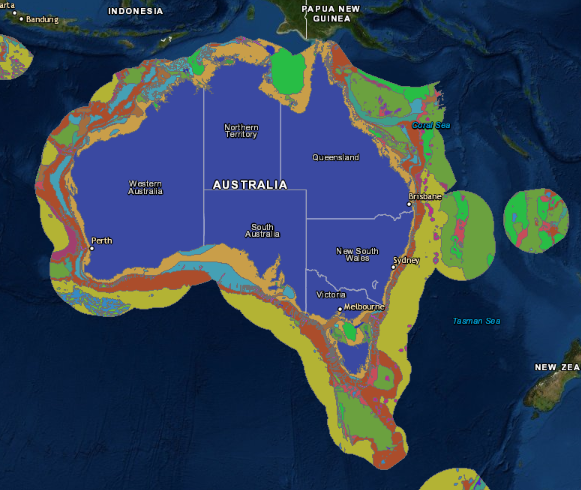 INDONESIA
arta
Bandung
PAPUA NEW
GUINEA
Coral Sea
Northern
Territory
Queensland
Western
Australia
AUSTRALIA
Brisbane
South
Australia
Perth
New South
Wales
Sydney
Victoria
Melbourne
Tasman Sea
NEW ZEA